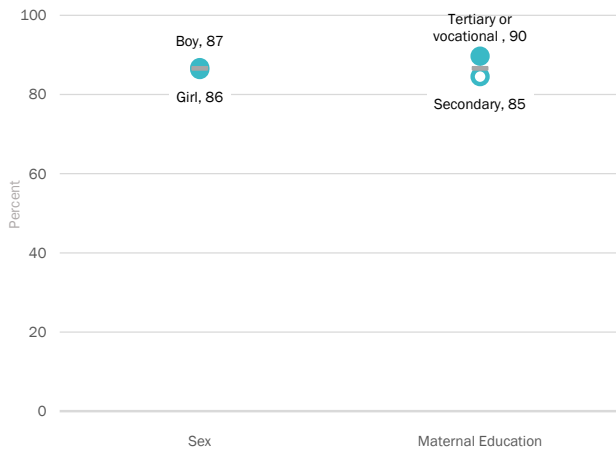 100
80
60
40
20
0
Percent
Boy, 87
Girl, 86
Tertiary or
vocational , 90
Secondary, 85
Sex
Maternal Education